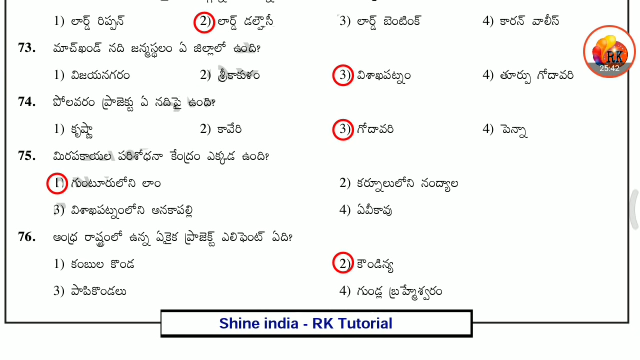 1) లార్డ్ రిప్పన్ 2) లార్డ్ డల్హౌసీ 3) లార్డ్ బెంటింక్ 4) కారన్ వాలీస్
73. మాచ్‌ఖండ్ నది జన్మస్థలం ఏ జిల్లాలో ఉంది?
1) విజయనగరం 2) శ్రీకాకుళం 3) విశాఖపట్నం 4) తూర్పు గోదావరి
74. పోలవరం ప్రాజెక్టు ఏ నదిపై ఉంది?
1) కృష్ణా 2) కావేరి 3) గోదావరి 4) పెన్నా
75. మిరపకాయల పరిశోధనా కేంద్రం ఎక్కడ ఉంది?
1) గుంటూరులోని లాం 2) కర్నూలులోని నంద్యాల
3) విశాఖపట్నంలోని అనకాపల్లి 4) ఏవీకావు
76. ఆంధ్ర రాష్ట్రంలో ఉన్న ఏకైక ప్రాజెక్ట్ ఎలిఫెంట్ ఏది?
1) కంబుల కొండ 2) కౌండిన్య
3) పాపికొండలు 4) గుండ్ల బ్రహ్మేశ్వరం
Shine india - RK Tutorial
RK
25:42